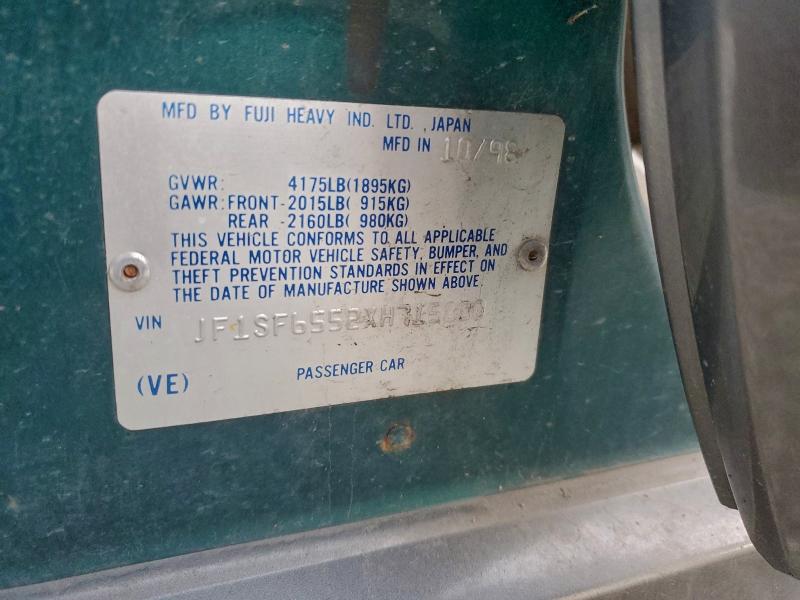 MFD BY FUJI HEAVY IND. LTD. , JAPAN
MFD IN 10/98
GVWR: 4175LB(1895KG)
GAWR: FRONT-2015LB( 915KG)
REAR -2160LB( 980KG)
THIS VEHICLE CONFORMS TO ALL APPLICABLE
FEDERAL MOTOR VEHICLE SAFETY, BUMPER, AND
THEFT PREVENTION STANDARDS IN EFFECT ON
THE DATE OF MANUFACTURE SHOWN ABOVE.
VIN
(VE) PASSENGER CAR